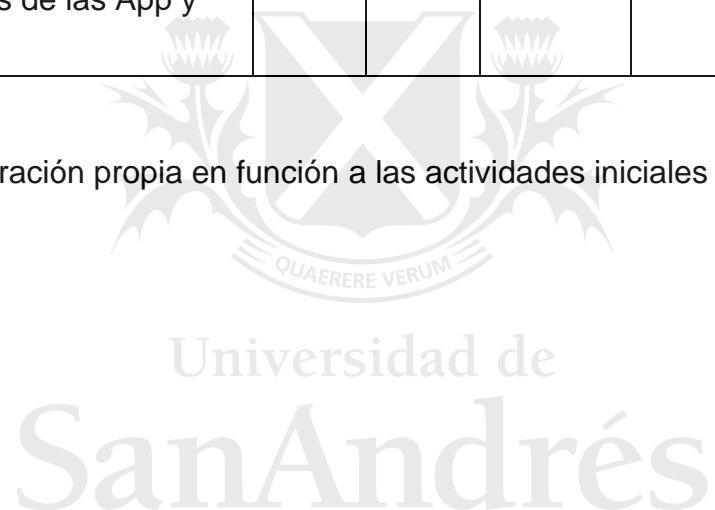 s de las App y
ración propia en función a las actividades iniciales
QUAERERE VERUM
Universidad de
SanAndrés